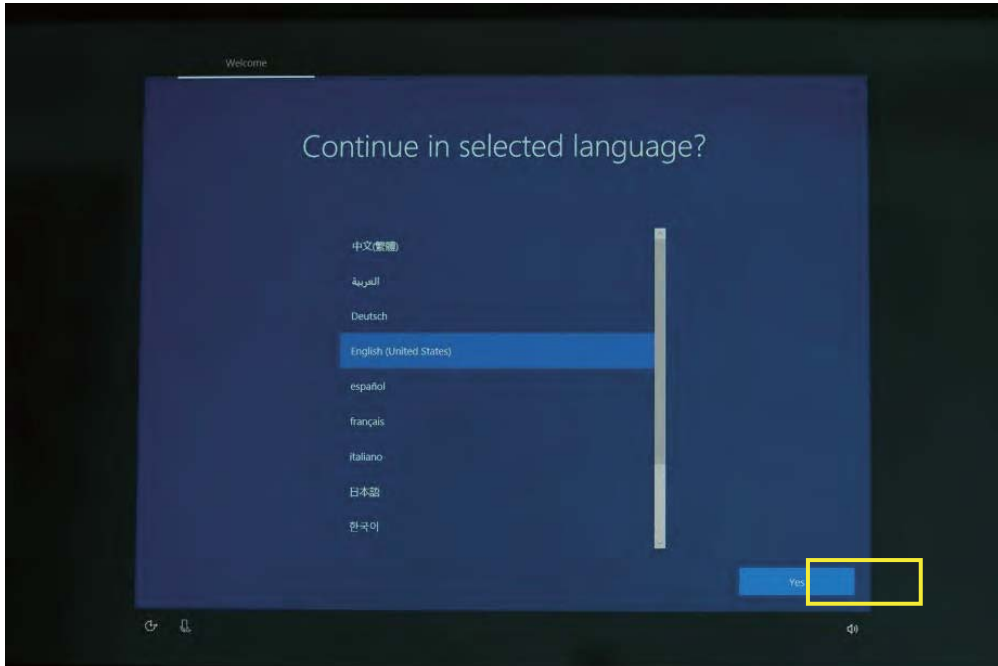 Welcome
Continue in selected language?
中文(繁體)
العربية
Deutsch
English (United States)
español
français
italiano
日本語
한국어
Yes